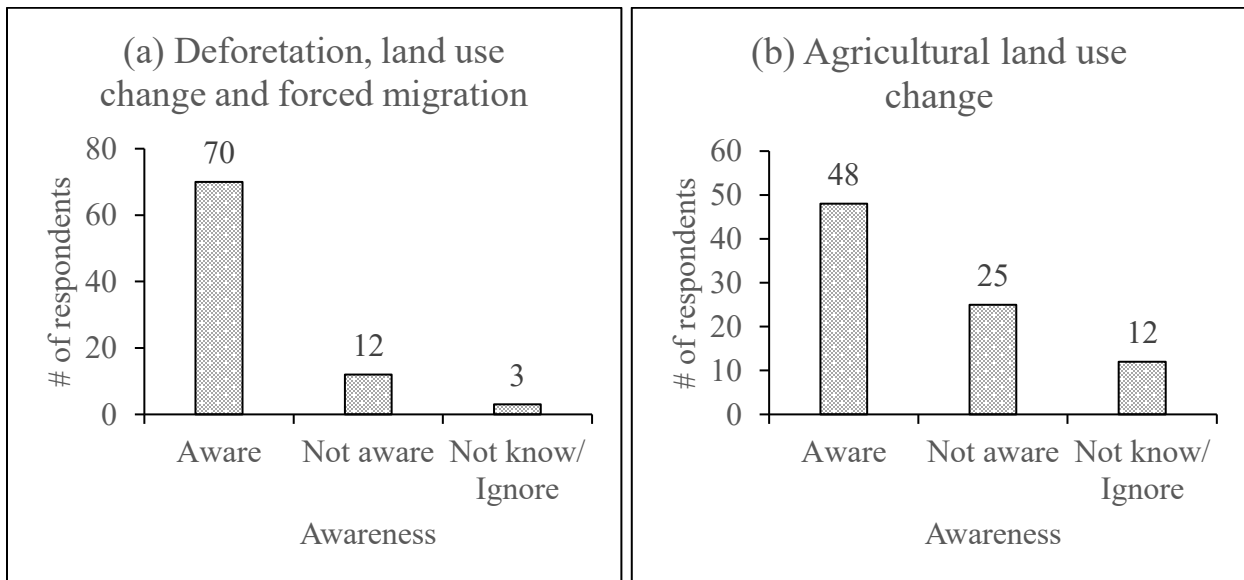 (a) Deforetation, land use
change and forced migration
80
70
60
40
20
0
12
3
# of respondents
Aware
Not aware
Not know/
Ignore
Awareness
(b) Agricultural land use
change
60
50
40
30
20
10
0
48
25
12
# of respondents
Aware
Not aware
Not know/
Ignore
Awareness